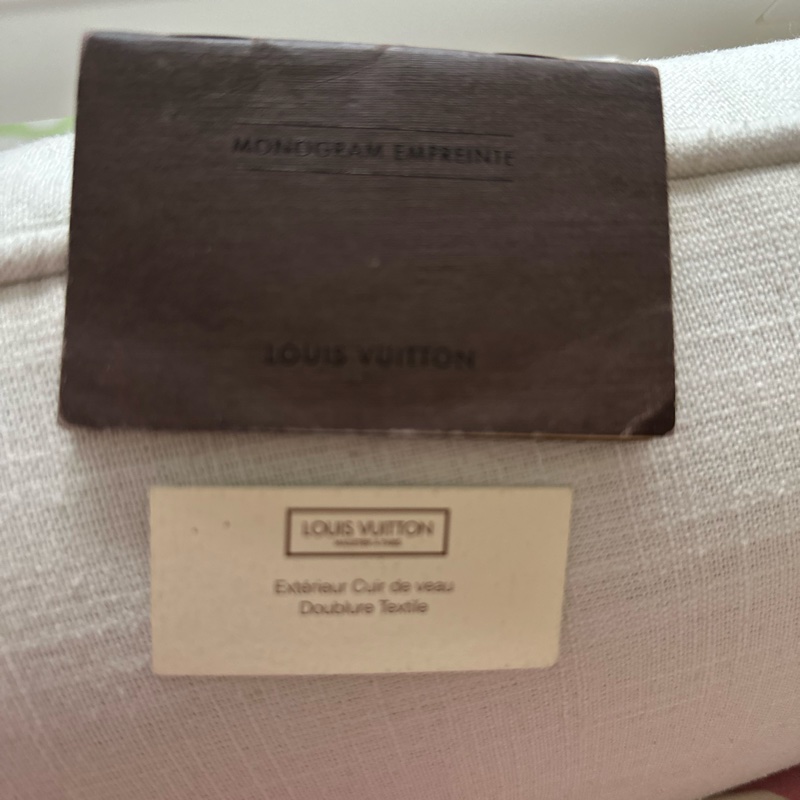 MONOGRAM EMPREINTE
LOUIS VUITTON
LOUIS VUITTON
Extérieur Cuir de veau
Doublure Textile